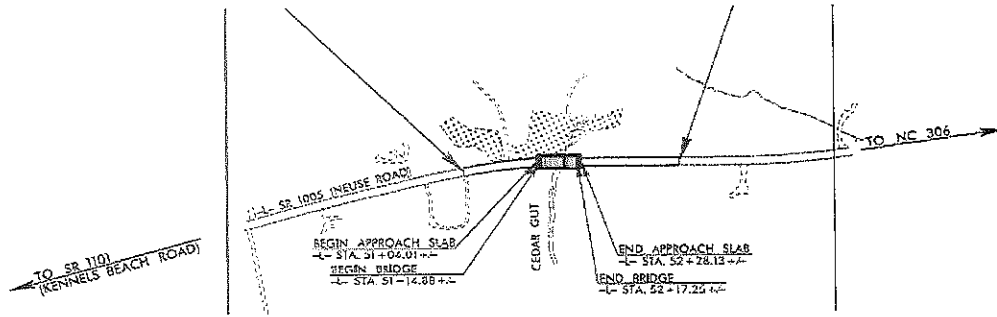 TO NC 306
-L- SR 1005 (NEUSE ROAD)
CEDAR GUT
BEGIN APPROACH SLAB
-L- STA. 51+04.01 +/-
BEGIN BRIDGE
-L- STA. 51+14.88 +/-
END APPROACH SLAB
-L- STA. 52+28.13 +/-
END BRIDGE
-L- STA. 52+17.25 +/-
TO SR 1101
(KENNELS BEACH ROAD)